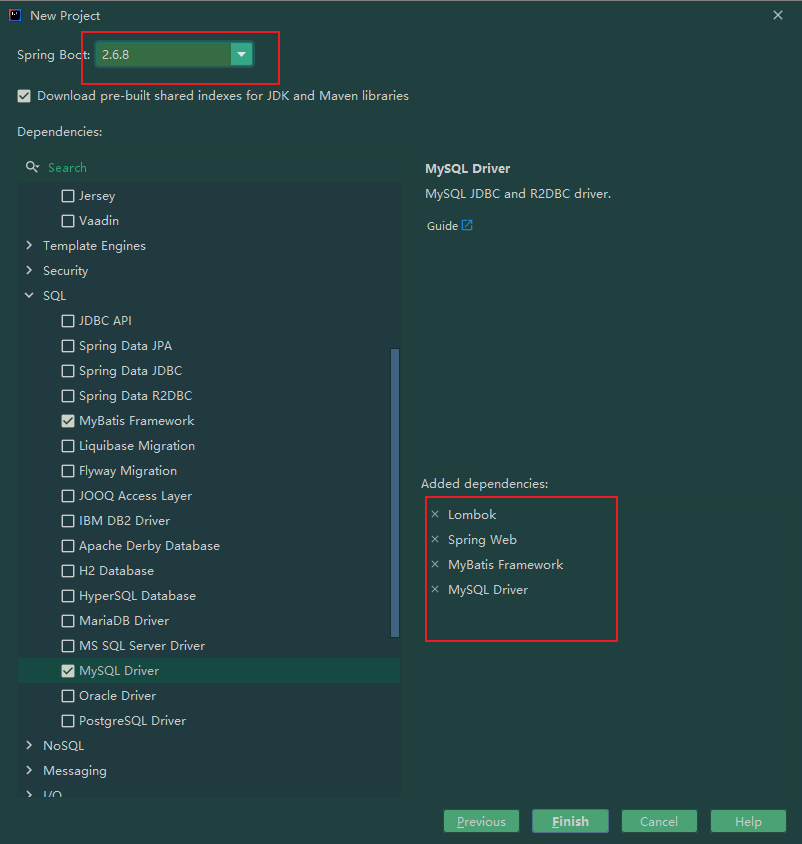 New Project
Spring Boot: 2.6.8
Download pre-built shared indexes for JDK and Maven libraries
Dependencies:
Search
Jersey
Vaadin
Template Engines
Security
SQL
JDBC API
Spring Data JPA
Spring Data JDBC
Spring Data R2DBC
MyBatis Framework
Liquibase Migration
Flyway Migration
JOOQ Access Layer
IBM DB2 Driver
Apache Derby Database
H2 Database
HyperSQL Database
MariaDB Driver
MS SQL Server Driver
MySQL Driver
Oracle Driver
PostgreSQL Driver
NoSQL
Messaging
I/O
MySQL Driver
MySQL JDBC and R2DBC driver.
Guide
Added dependencies:
Lombok
Spring Web
MyBatis Framework
MySQL Driver
Previous Finish Cancel Help